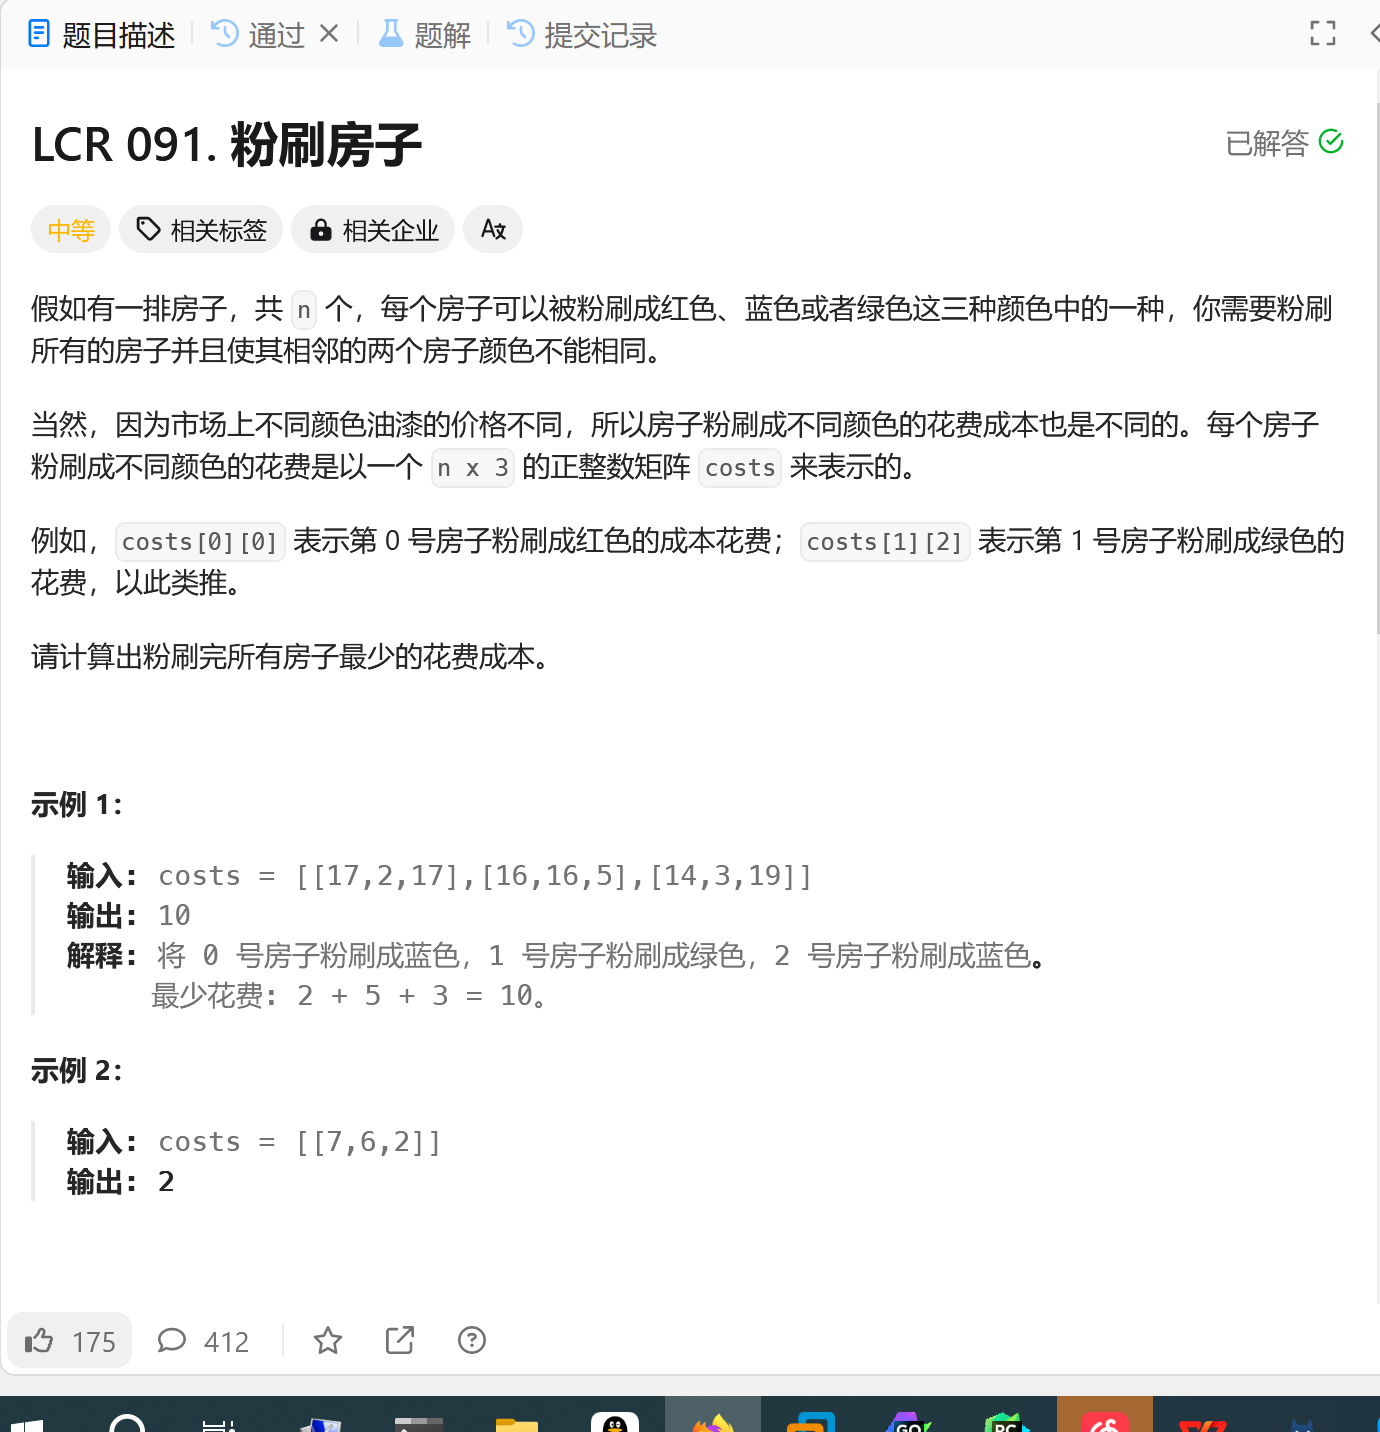 题目描述 通过 题解 提交记录
LCR 091. 粉刷房子
已解答
中等 相关标签 相关企业
假如有一排房子，共 n 个，每个房子可以被粉刷成红色、蓝色或者绿色这三种颜色中的一种，你需要粉刷
所有的房子并且使其相邻的两个房子颜色不能相同。
当然，因为市场上不同颜色油漆的价格不同，所以房子粉刷成不同颜色的花费成本也是不同的。每个房子
粉刷成不同颜色的花费是以一个 n x 3 的正整数矩阵 costs 来表示的。
例如，costs[0][0] 表示第 0 号房子粉刷成红色的成本花费；costs[1][2] 表示第 1 号房子粉刷成绿色的
花费，以此类推。
请计算出粉刷完所有房子最少的花费成本。
示例 1：
输入: costs = [[17,2,17],[16,16,5],[14,3,19]]
输出: 10
解释: 将 0 号房子粉刷成蓝色，1 号房子粉刷成绿色，2 号房子粉刷成蓝色。
最少花费: 2 + 5 + 3 = 10。
示例 2：
输入: costs = [[7,6,2]]
输出: 2
175 412
GO PC